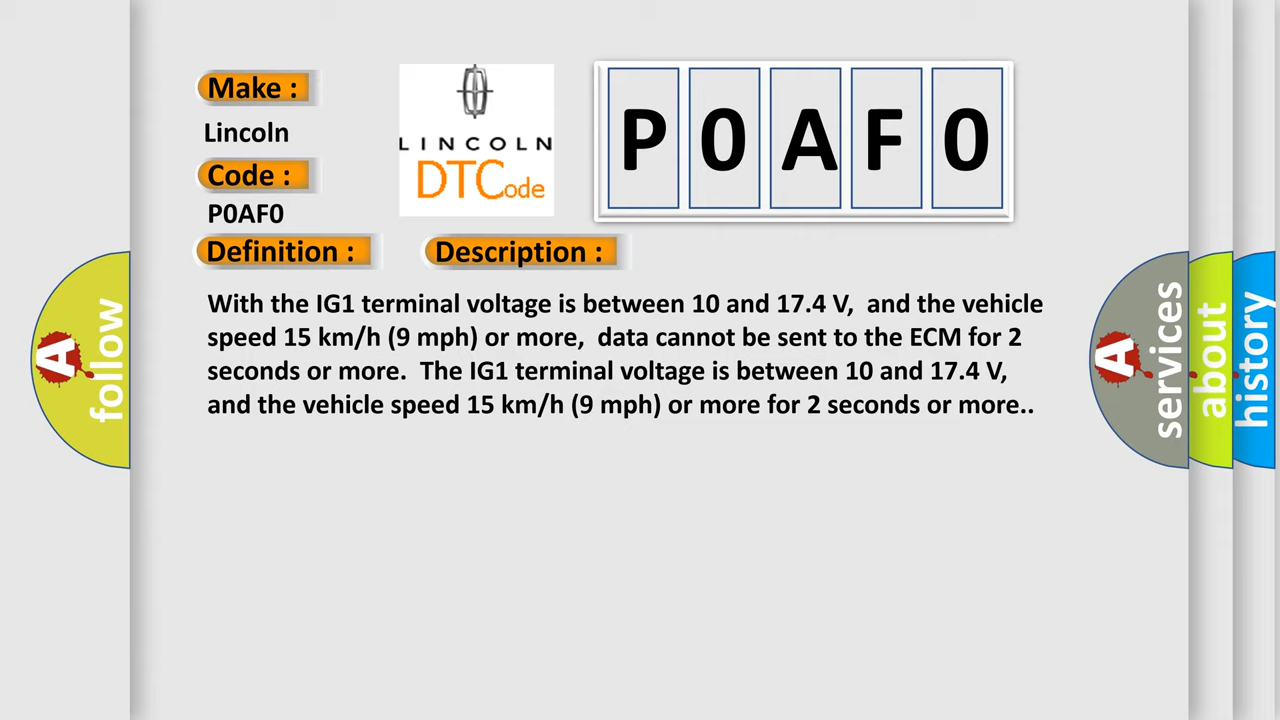 Make :
Lincoln
Code :
P0AF0
Definition :
Description :
LINCOLN
DTCode
P0AF0
With the IG1 terminal voltage is between 10 and 17.4 V,  and the vehicle
speed 15 km/h (9 mph) or more,  data cannot be sent to the ECM for 2
seconds or more.  The IG1 terminal voltage is between 10 and 17.4 V,
and the vehicle speed 15 km/h (9 mph) or more for 2 seconds or more..
A follow
A services
about
history